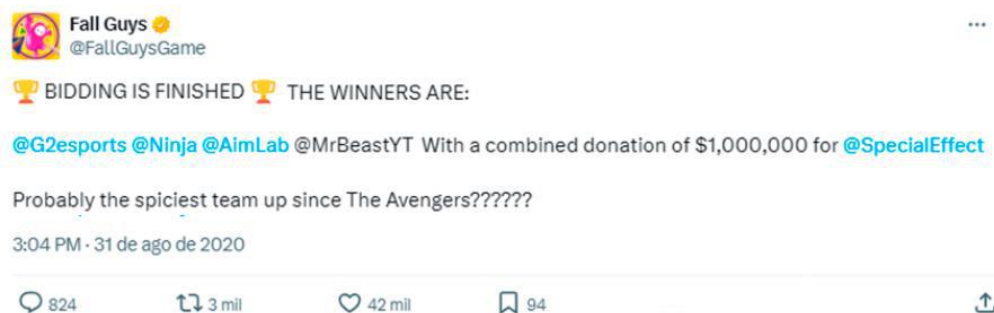 Fall Guys
@FallGuysGame
🏆 BIDDING IS FINISHED 🏆 THE WINNERS ARE:
@G2esports @Ninja @AimLab @MrBeastYT With a combined donation of $1,000,000 for @SpecialEffect
Probably the spiciest team up since The Avengers??????
3:04 PM · 31 de ago de 2020
824 3 mil 42 mil 94